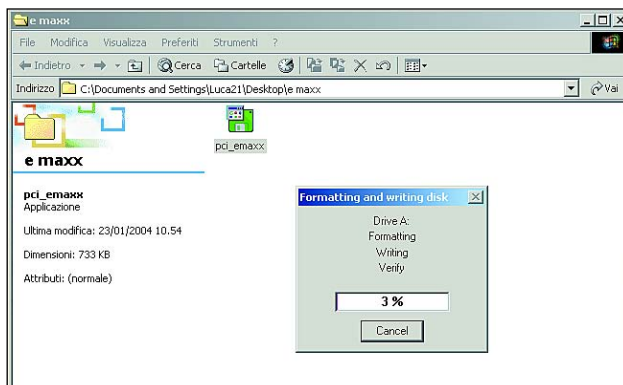 e maxx
File Modifica Visualizza Preferiti Strumenti ?
Indietro Cerca Cartelle
Indirizzo C:\Documents and Settings\Luca21\Desktop\e maxx Vai
pci_emaxx
e maxx
pci_emaxx
Applicazione
Ultima modifica: 23/01/2004 10.54
Dimensioni: 733 KB
Attributi: (normale)
Formatting and writing disk
Drive A:
Formatting
Writing
Verify
3 %
Cancel